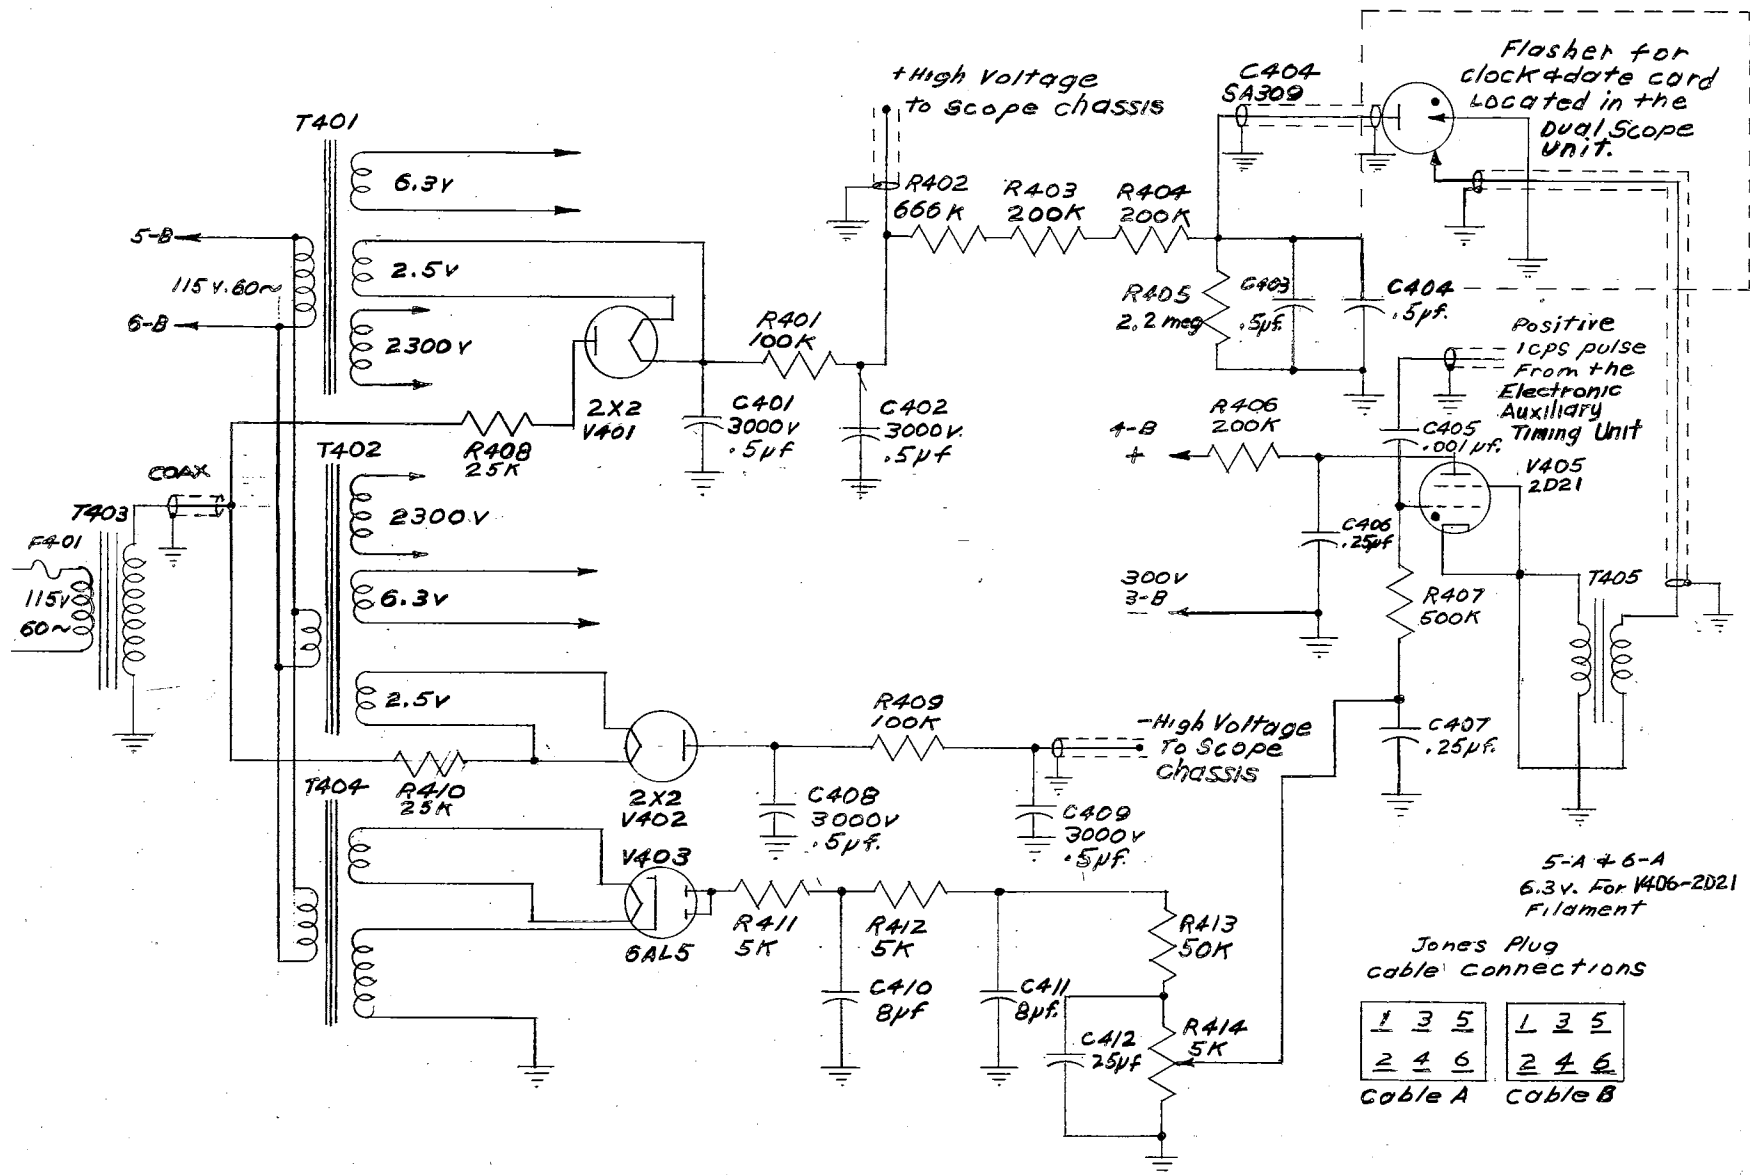 T401
6.3V
5-B
115V. 60~
6-B
2.5V
2300V
2X2
V401
R408
25K
R401
100K
C401
3000V
.5µf
C402
3000V.
.5µf
+High Voltage
to scope chassis
R402
666K
R403
200K
R404
200K
C404
SA309
Flasher for
clock&date card
Located in the
Dual Scope
Unit.
R405
2.2 meg
C403
.5µf.
C404
.5µf.
Positive
1cps pulse
From the
Electronic
Auxiliary
Timing Unit
R406
200K
4-B
+
C405
.001µf.
V405
2D21
C406
.25µf
300V
3-B
-
R407
500K
T405
C407
.25µf.
T402
COAX
T403
F401
115V
60~
2300V
6.3V
2.5V
R410
25K
T404
2X2
V402
R409
100K
-High Voltage
To Scope
chassis
C408
3000V
.5µf.
C409
3000V
.5µf.
V403
6AL5
R411
5K
R412
5K
C410
8µf
C411
8µf.
R413
50K
C412
25µf
R414
5K
5-A & 6-A
6.3V. For V406-2D21
Filament
Jones Plug
cable Connections
1 3 5
2 4 6
Cable A
1 3 5
2 4 6
Cable B